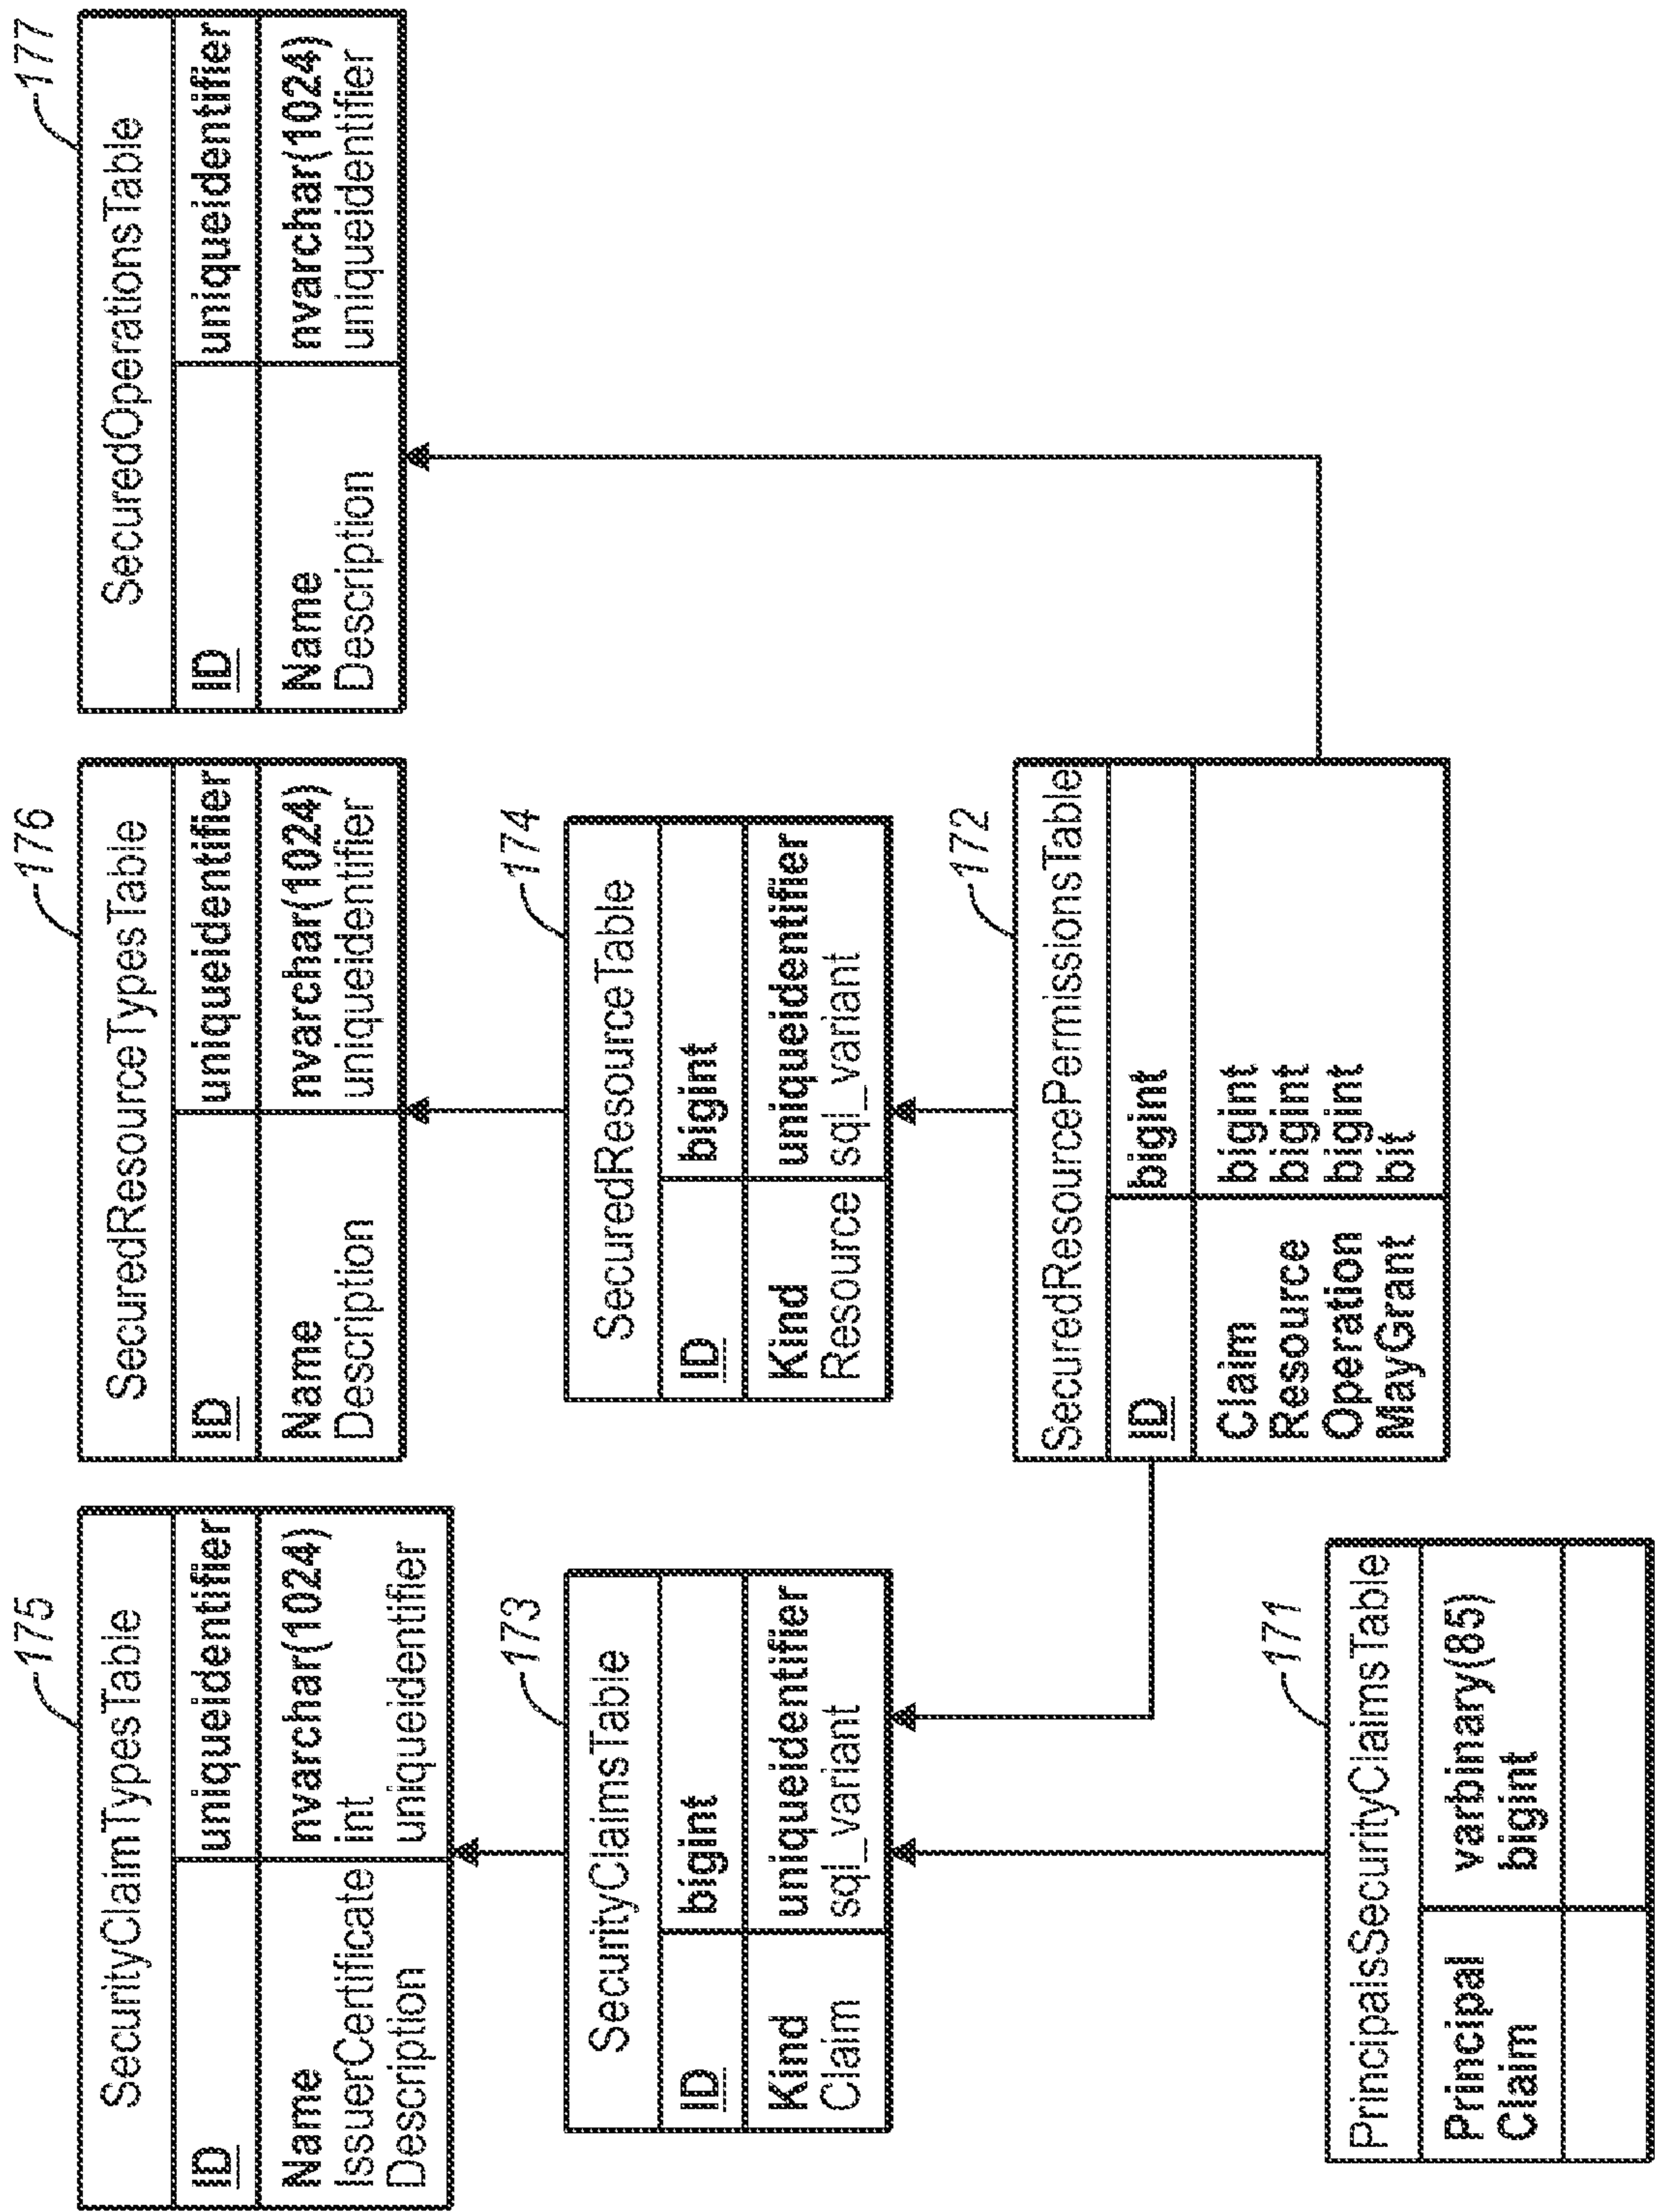 175
SecurityClaimTypesTable
ID uniqueidentifier
Name nvarchar(1024)
IssuerCertificate int
Description uniqueidentifier
176
SecuredResourceTypesTable
ID uniqueidentifier
Name nvarchar(1024)
Description uniqueidentifier
177
SecuredOperationsTable
ID uniqueidentifier
Name nvarchar(1024)
Description uniqueidentifier
173
SecurityClaimsTable
ID bigint
Kind uniqueidentifier
Claim sql_variant
174
SecuredResourceTable
ID bigint
Kind uniqueidentifier
Resource sql_variant
172
SecuredResourcePermissionsTable
ID bigint
Claim bigint
Resource bigint
Operation bigint
MayGrant bit
171
PrincipalsSecurityClaimsTable
Principal varbinary(85)
Claim bigint